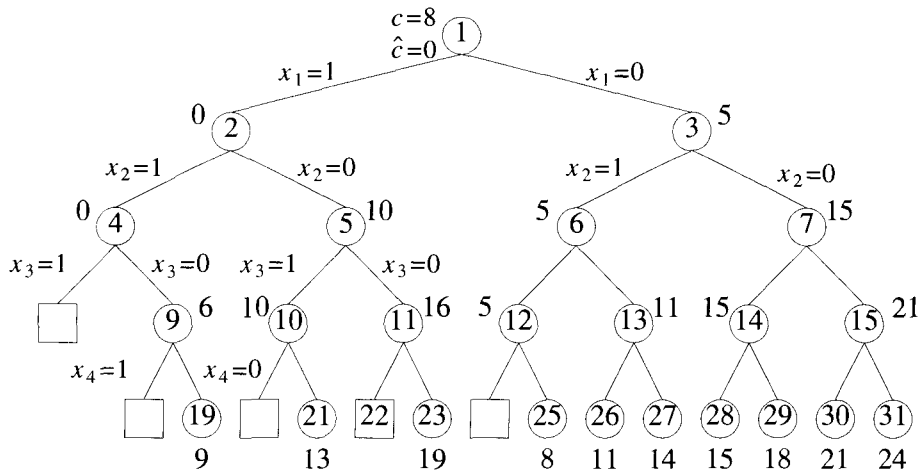 c=8
1
ĉ=0
x₁=1 x₁=0
0 2 3 5
x₂=1 x₂=0 x₂=1 x₂=0
0 4 5 10 5 6 7 15
x₃=1 x₃=0 x₃=1 x₃=0
9 6 10 10 11 16 5 12 13 11 15 14 15 21
x₄=1 x₄=0
19 21 22 23 25 26 27 28 29 30 31
9 13 19 8 11 14 15 18 21 24